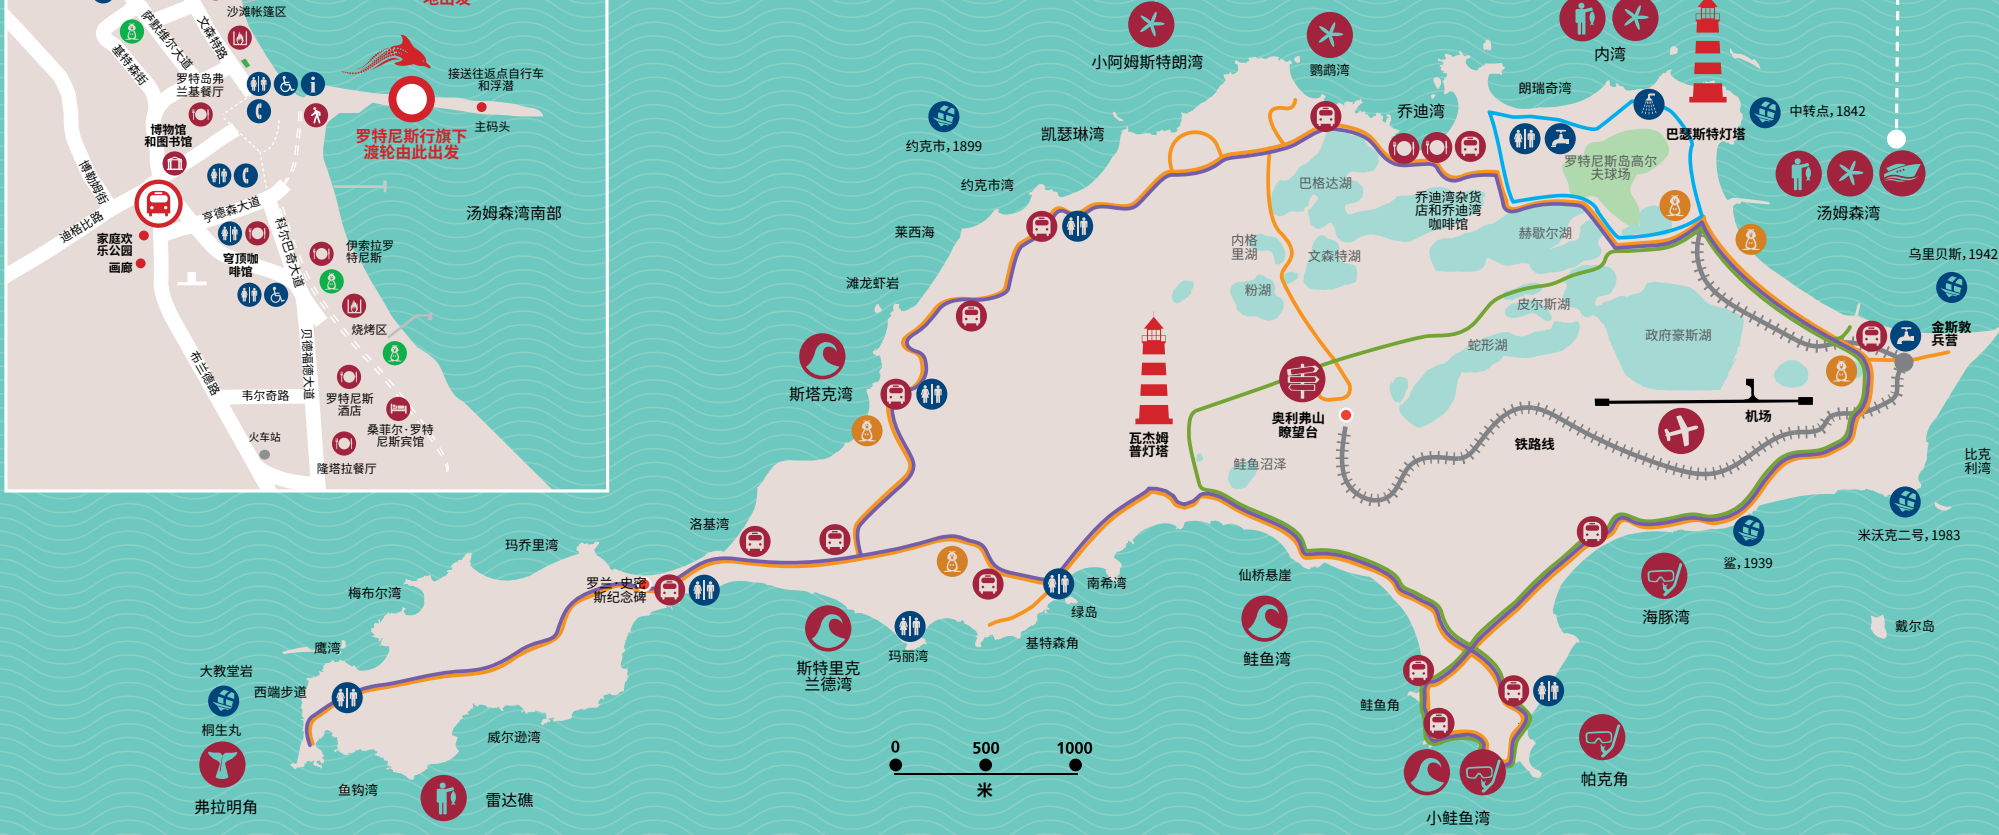 地出发
沙滩帐篷区
萨默维尔大道
文森特路
基特森街
罗特岛弗
兰基餐厅
博物馆
和图书馆
接送往返点自行车
和浮潜
主码头
罗特尼斯行旗下
渡轮由此出发
博勒姆街
迪格比路
亨德森大道
科尔巴奇大道
汤姆森湾南部
家庭欢
乐公园
画廊
穹顶咖
啡馆
伊索拉罗
特尼斯
烧烤区
贝德福德大道
布兰德路
韦尔奇路
罗特尼斯
酒店
桑菲尔·罗特
尼斯宾馆
火车站
隆塔拉餐厅
小阿姆斯特朗湾
鹦鹉湾
内湾
朗瑞奇湾
乔迪湾
凯瑟琳湾
约克市,1899
约克市湾
莱西海
滩龙虾岩
巴瑟斯特灯塔
中转点,1842
罗特尼斯岛高尔
夫球场
汤姆森湾
巴格达湖
乔迪湾杂货
店和乔迪湾
咖啡馆
赫歇尔湖
内格
里湖
文森特湖
粉湖
皮尔斯湖
政府豪斯湖
蛇形湖
乌里贝斯,1942
金斯敦
兵营
斯塔克湾
瓦杰姆
普灯塔
奥利弗山
瞭望台
机场
铁路线
鲑鱼沼泽
比克
利湾
米沃克二号,1983
鲨,1939
洛基湾
玛乔里湾
罗兰·史密
斯纪念碑
梅布尔湾
鹰湾
大教堂岩
西端步道
桐生丸
弗拉明角
鱼钩湾
雷达礁
威尔逊湾
斯特里克
兰德湾
玛丽湾
南希湾
绿岛
基特森角
仙桥悬崖
鲑鱼湾
海豚湾
戴尔岛
鲑鱼角
帕克角
小鲑鱼湾
0 500 1000
米